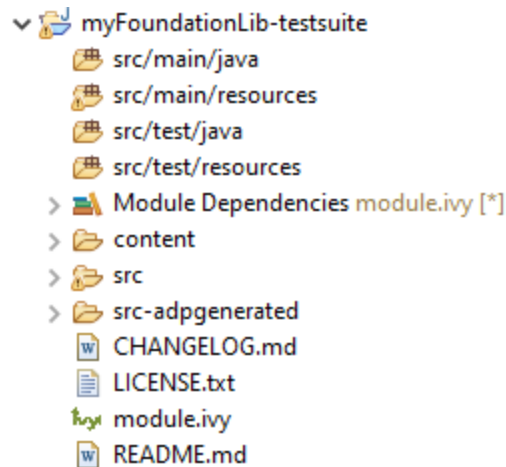 myFoundationLib-testsuite
src/main/java
src/main/resources
src/test/java
src/test/resources
Module Dependencies module.ivy [*]
content
src
src-adpgenerated
CHANGELOG.md
LICENSE.txt
module.ivy
README.md